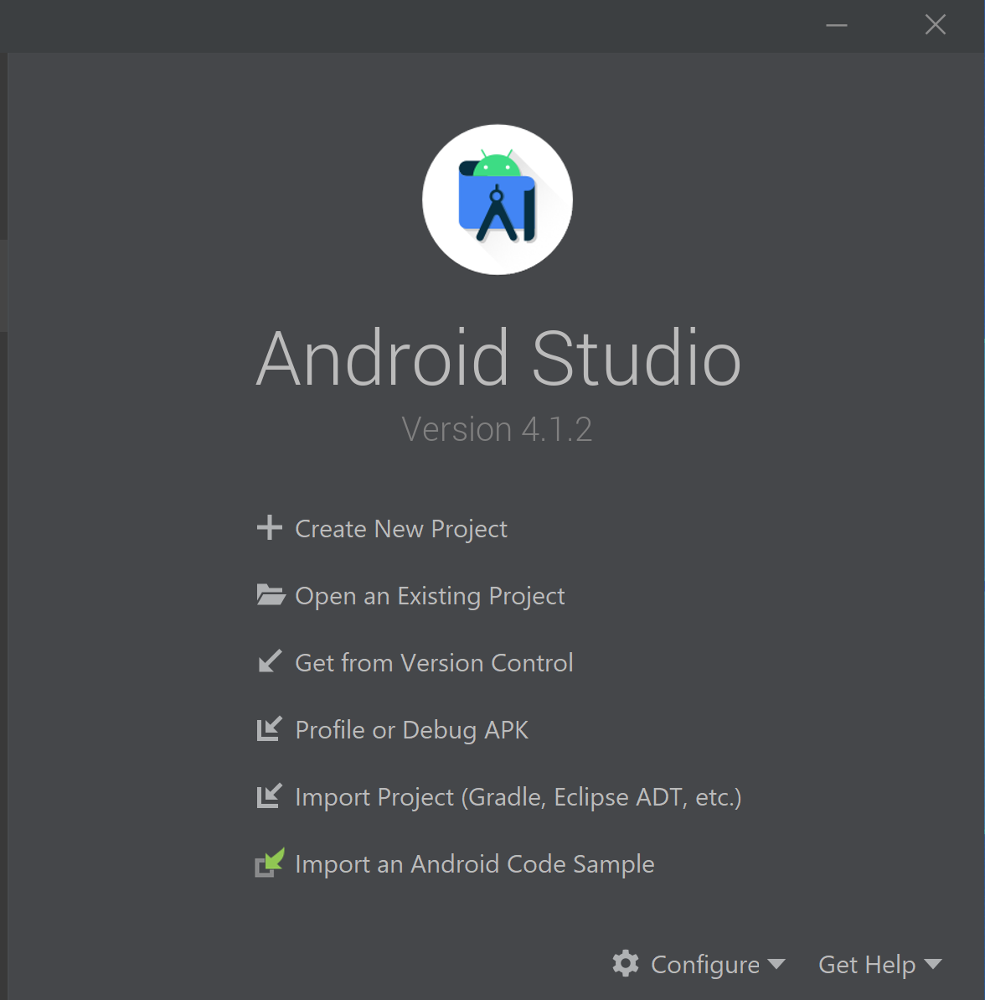 Android Studio
Version 4.1.2
Create New Project
Open an Existing Project
Get from Version Control
Profile or Debug APK
Import Project (Gradle, Eclipse ADT, etc.)
Import an Android Code Sample
Configure Get Help